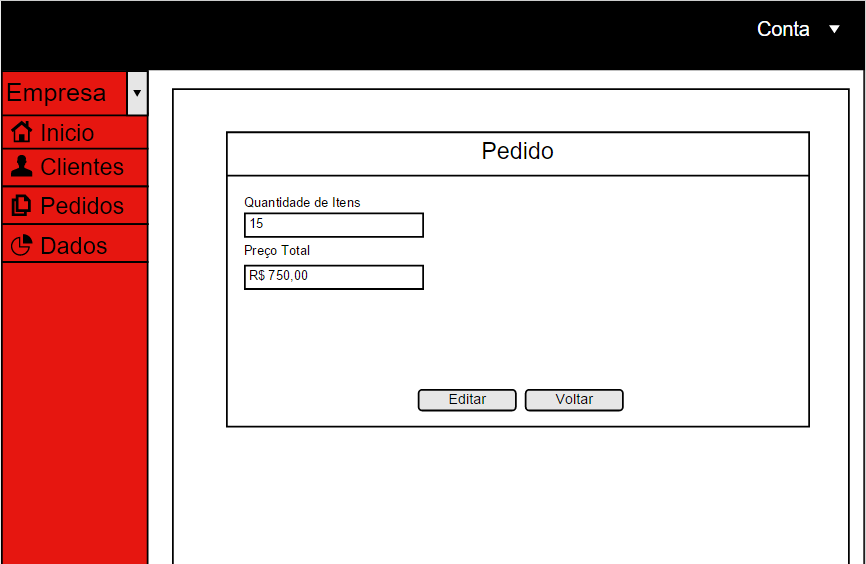 Conta
Empresa
Inicio
Clientes
Pedidos
Dados
Pedido
Quantidade de Itens
15
Preço Total
R$ 750,00
Editar
Voltar